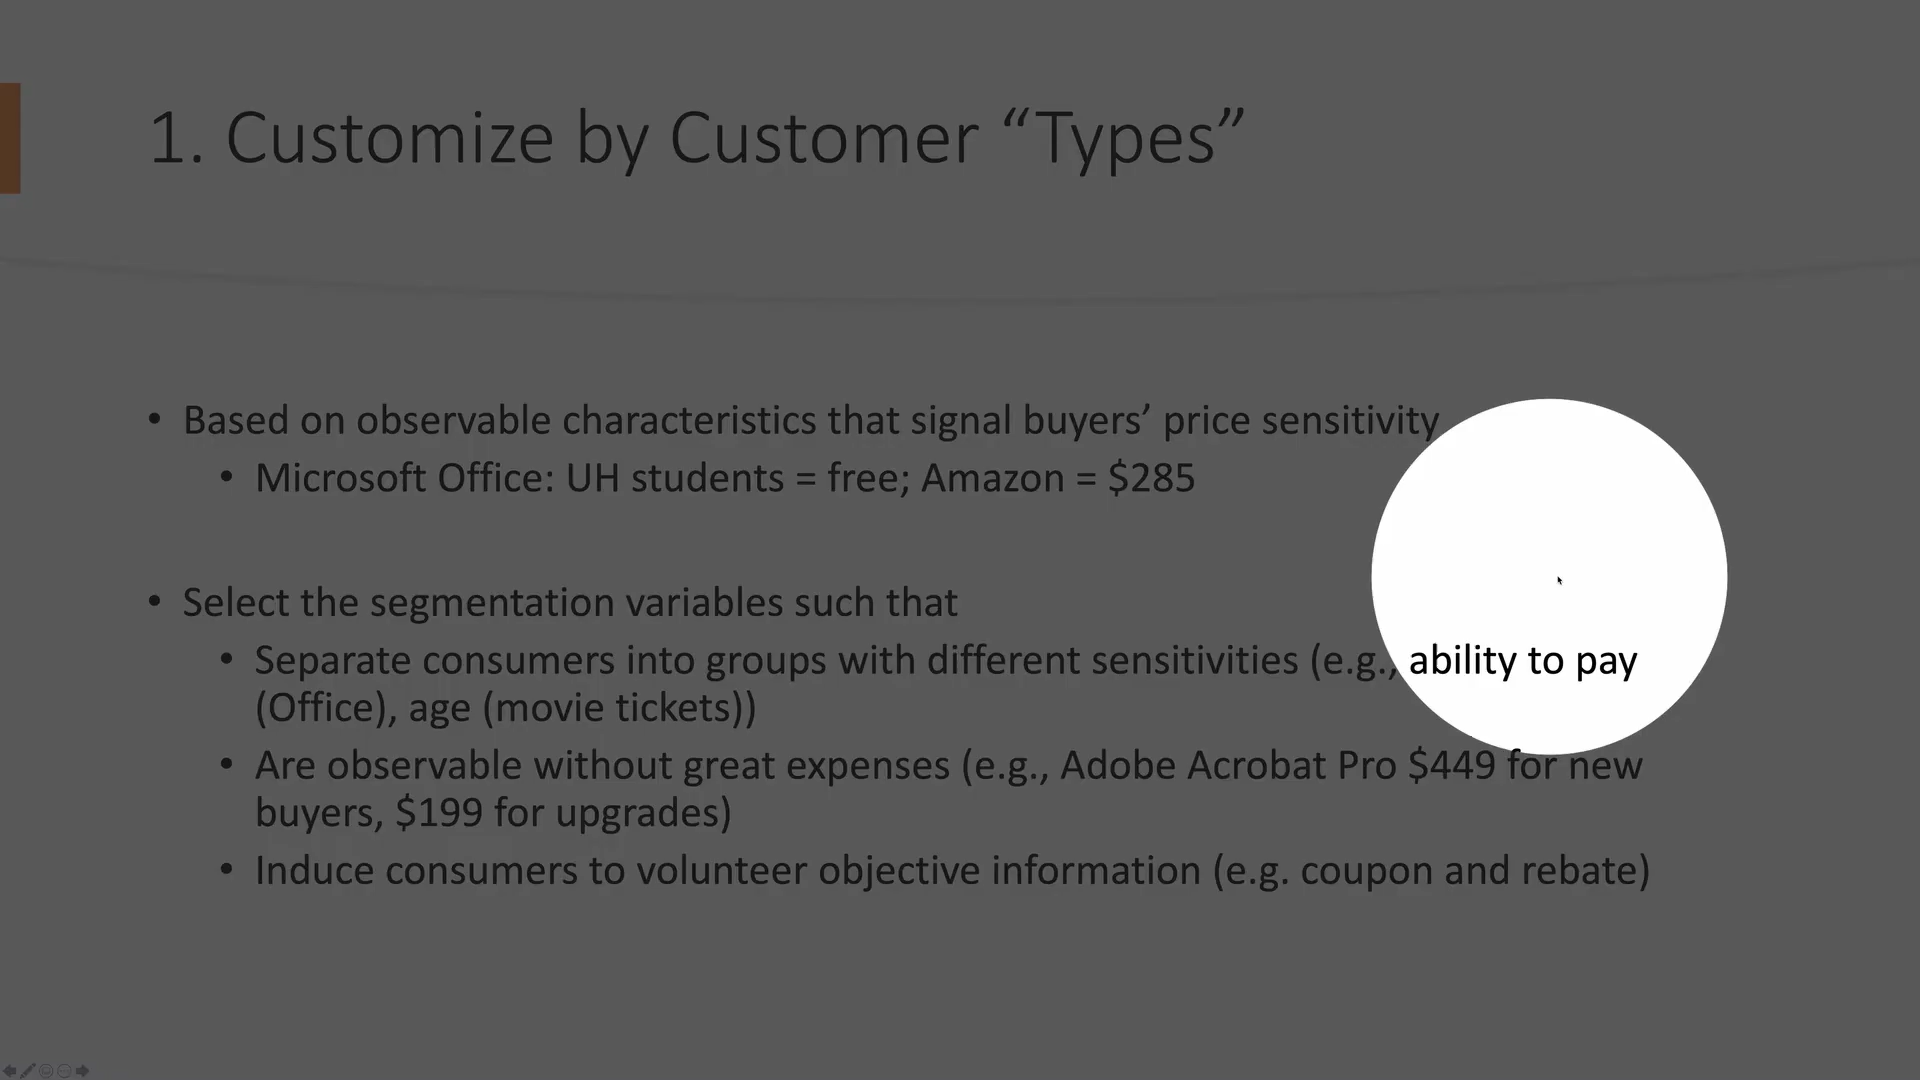 1. Customize by Customer “Types”
• Based on observable characteristics that signal buyers’ price sensitivity
• Microsoft Office: UH students = free; Amazon = $285
• Select the segmentation variables such that
• Separate consumers into groups with different sensitivities (e.g., ability to pay
(Office), age (movie tickets))
• Are observable without great expenses (e.g., Adobe Acrobat Pro $449 for new
buyers, $199 for upgrades)
• Induce consumers to volunteer objective information (e.g. coupon and rebate)